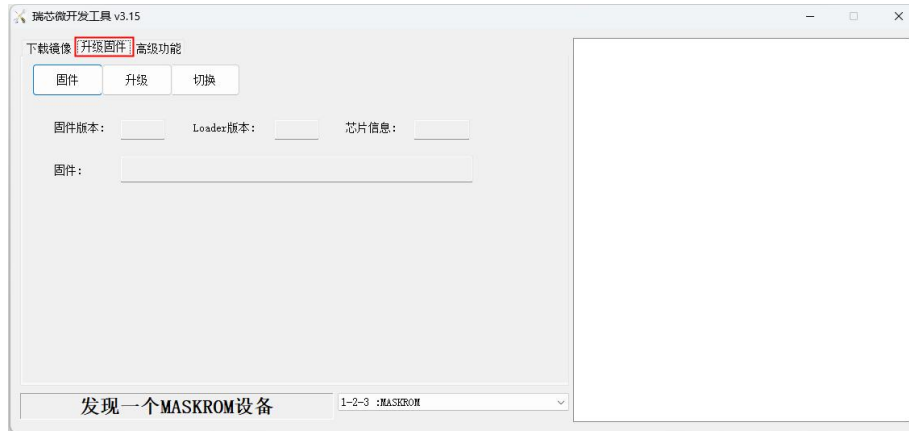 瑞芯微开发工具 v3.15
下载镜像 升级固件 高级功能
固件 升级 切换
固件版本： Loader版本： 芯片信息：
固件：
发现一个MASKROM设备 1-2-3 :MASKROM